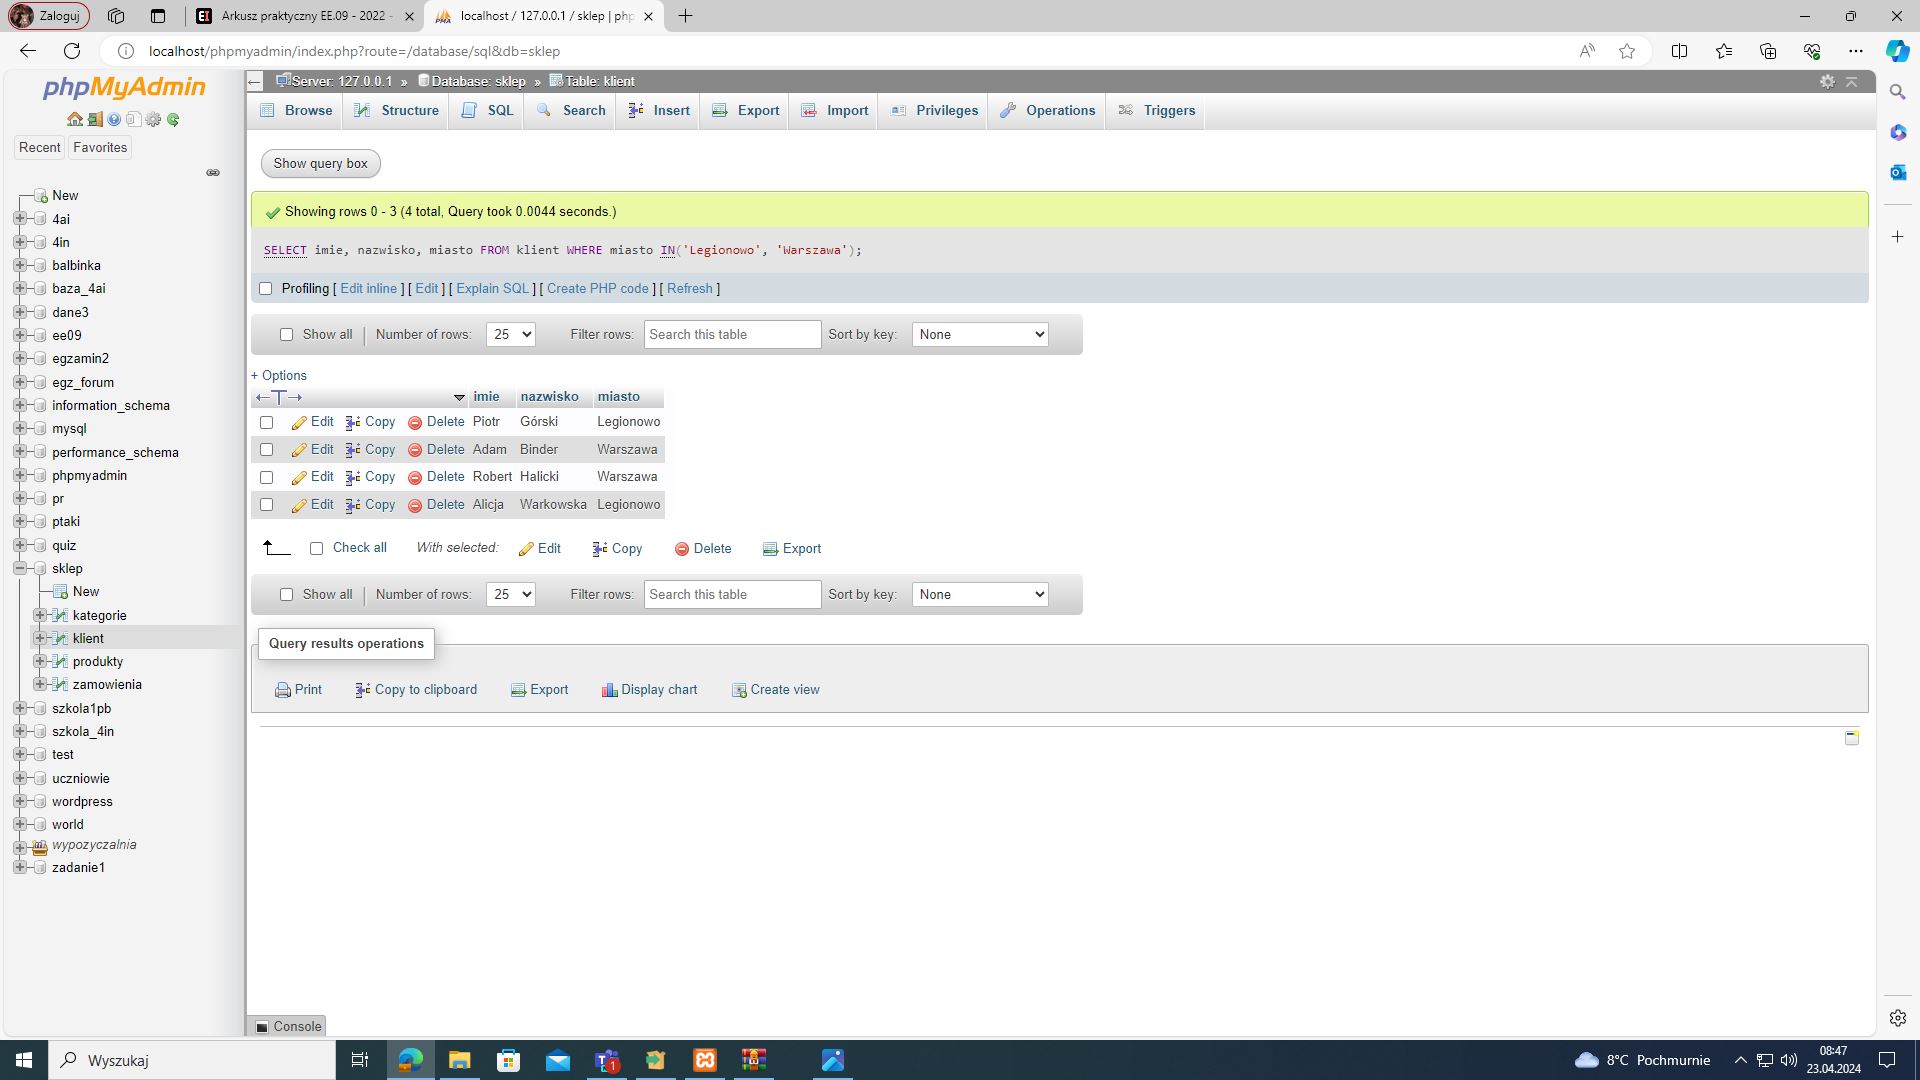 Zaloguj
Arkusz praktyczny EE.09 - 2022 -
localhost / 127.0.0.1 / sklep | php
localhost/phpmyadmin/index.php?route=/database/sql&db=sklep
phpMyAdmin
Recent
Favorites
New
4ai
4in
balbinka
baza_4ai
dane3
ee09
egzamin2
egz_forum
information_schema
mysql
performance_schema
phpmyadmin
pr
ptaki
quiz
sklep
New
kategorie
klient
produkty
zamowienia
szkola1pb
szkola_4in
test
uczniowie
wordpress
world
wypozyczalnia
zadanie1
Server: 127.0.0.1 » Database: sklep » Table: klient
Browse Structure SQL Search Insert Export Import Privileges Operations Triggers
Show query box
Showing rows 0 - 3 (4 total, Query took 0.0044 seconds.)
SELECT imie, nazwisko, miasto FROM klient WHERE miasto IN('Legionowo', 'Warszawa');
Profiling [ Edit inline ] [ Edit ] [ Explain SQL ] [ Create PHP code ] [ Refresh ]
Show all | Number of rows: 25 Filter rows: Search this table Sort by key: None
+ Options
imie nazwisko miasto
Edit Copy Delete Piotr Górski Legionowo
Edit Copy Delete Adam Binder Warszawa
Edit Copy Delete Robert Halicki Warszawa
Edit Copy Delete Alicja Warkowska Legionowo
Check all With selected: Edit Copy Delete Export
Show all | Number of rows: 25 Filter rows: Search this table Sort by key: None
Query results operations
Print Copy to clipboard Export Display chart Create view
Console
Wyszukaj
1
8°C Pochmurnie
08:47
23.04.2024